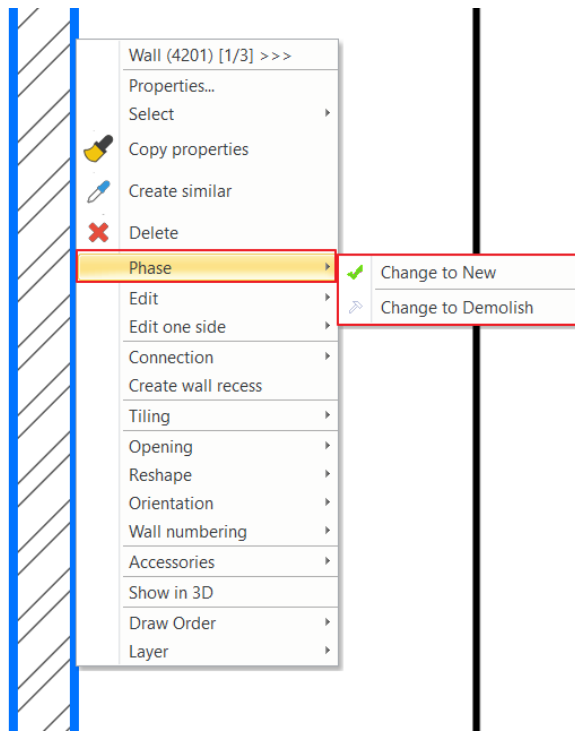 Wall (4201) [1/3] >>>
Properties...
Select
Copy properties
Create similar
Delete
Phase
Change to New
Change to Demolish
Edit
Edit one side
Connection
Create wall recess
Tiling
Opening
Reshape
Orientation
Wall numbering
Accessories
Show in 3D
Draw Order
Layer